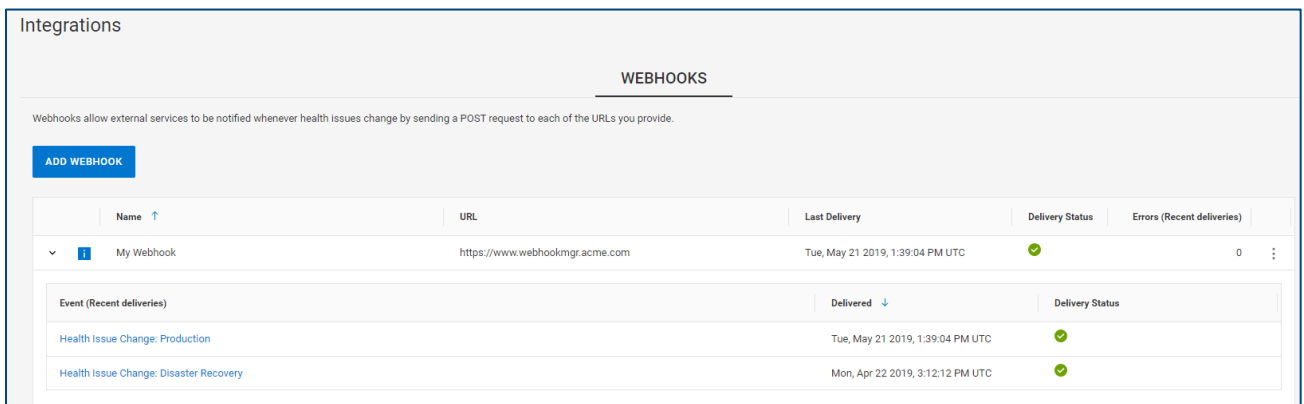 Integrations
WEBHOOKS
Webhooks allow external services to be notified whenever health issues change by sending a POST request to each of the URLs you provide.
ADD WEBHOOK
Name ↑ URL Last Delivery Delivery Status Errors (Recent deliveries)
i My Webhook https://www.webhookmgr.acme.com Tue, May 21 2019, 1:39:04 PM UTC 0
Event (Recent deliveries) Delivered ↓ Delivery Status
Health Issue Change: Production Tue, May 21 2019, 1:39:04 PM UTC
Health Issue Change: Disaster Recovery Mon, Apr 22 2019, 3:12:12 PM UTC